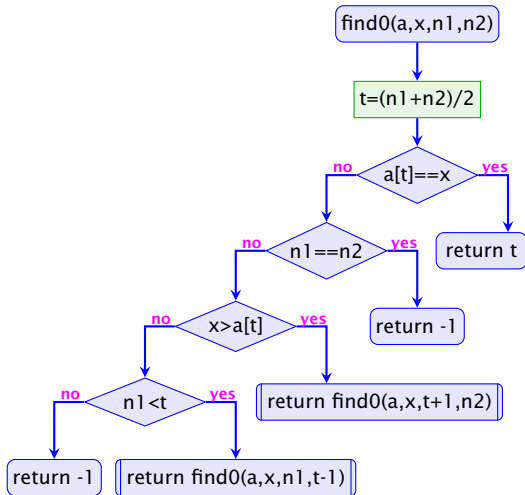 find0(a,x,n1,n2)
t=(n1+n2)/2
a[t]==x
no
yes
return t
n1==n2
no
yes
return -1
x>a[t]
no
yes
return find0(a,x,t+1,n2)
n1<t
no
yes
return -1
return find0(a,x,n1,t-1)